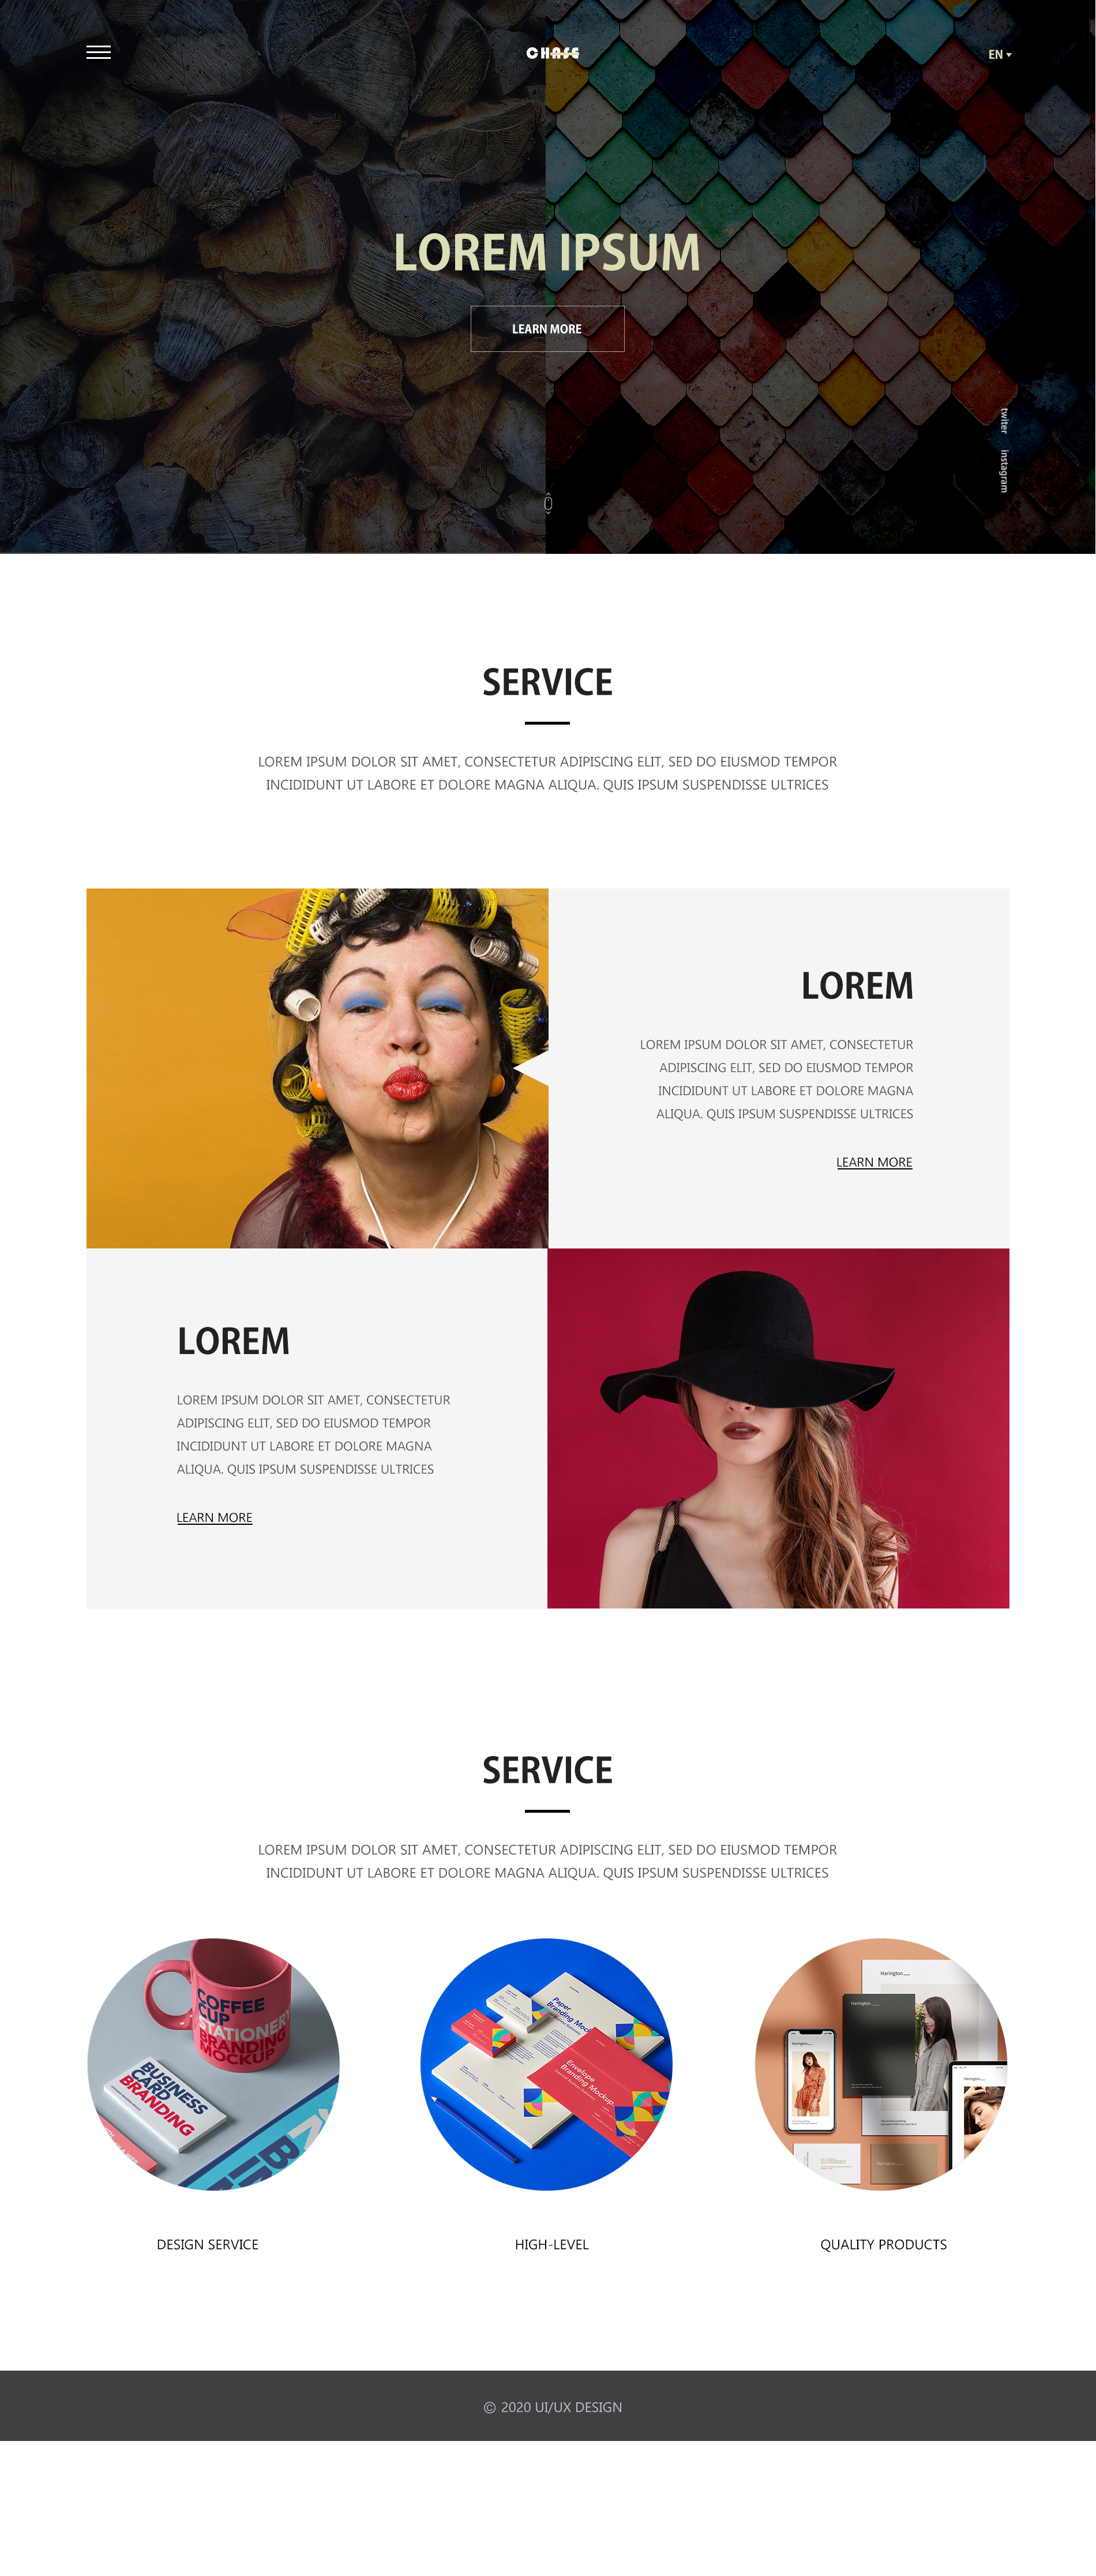 CHASE
EN
LOREM IPSUM
LEARN MORE
twiter
instagram
SERVICE
LOREM IPSUM DOLOR SIT AMET, CONSECTETUR ADIPISCING ELIT, SED DO EIUSMOD TEMPOR
INCIDIDUNT UT LABORE ET DOLORE MAGNA ALIQUA. QUIS IPSUM SUSPENDISSE ULTRICES
LOREM
LOREM IPSUM DOLOR SIT AMET, CONSECTETUR
ADIPISCING ELIT, SED DO EIUSMOD TEMPOR
INCIDIDUNT UT LABORE ET DOLORE MAGNA
ALIQUA. QUIS IPSUM SUSPENDISSE ULTRICES
LEARN MORE
LOREM
LOREM IPSUM DOLOR SIT AMET, CONSECTETUR
ADIPISCING ELIT, SED DO EIUSMOD TEMPOR
INCIDIDUNT UT LABORE ET DOLORE MAGNA
ALIQUA. QUIS IPSUM SUSPENDISSE ULTRICES
LEARN MORE
SERVICE
LOREM IPSUM DOLOR SIT AMET, CONSECTETUR ADIPISCING ELIT, SED DO EIUSMOD TEMPOR
INCIDIDUNT UT LABORE ET DOLORE MAGNA ALIQUA. QUIS IPSUM SUSPENDISSE ULTRICES
COFFEE
CUP
STATIONERY
BRANDING
MOCKUP
BUSINESS
CARD
BRANDING
Paper
Branding Mock
Envelope
Branding Mockup
Harington
Harington
Harington
Harington
Harington
DESIGN SERVICE
HIGH-LEVEL
QUALITY PRODUCTS
© 2020 UI/UX DESIGN